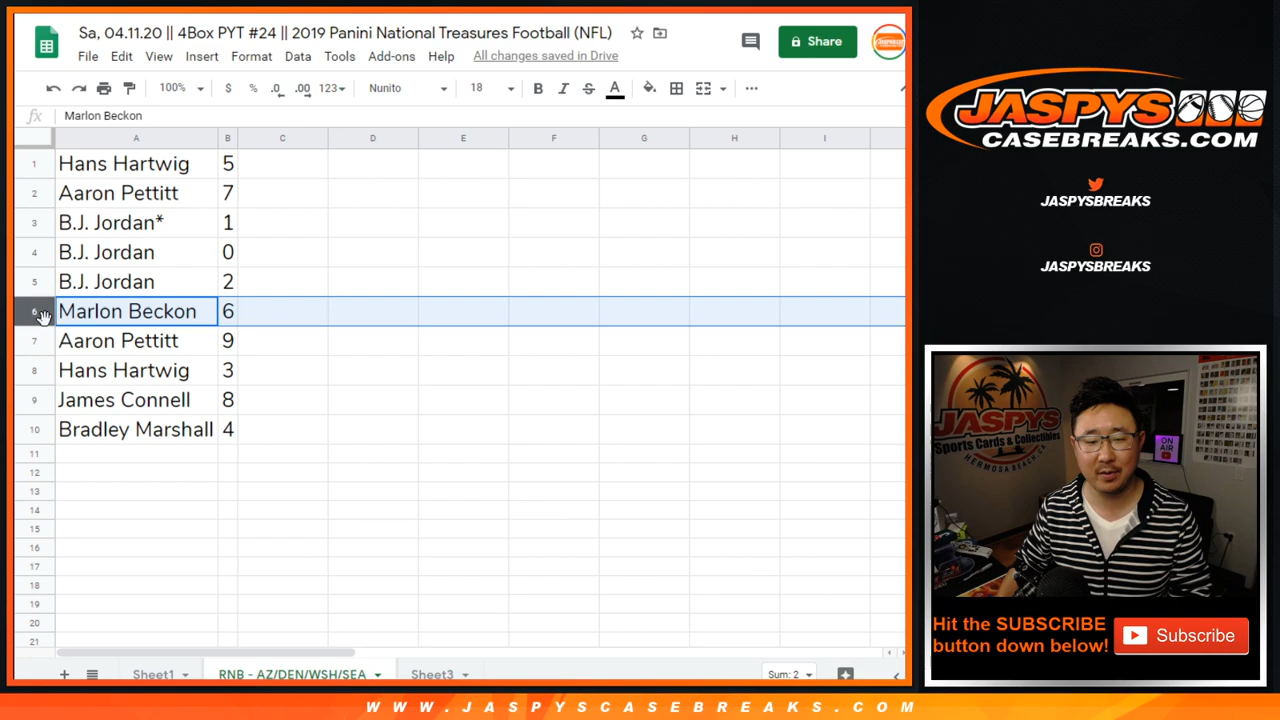 Sa, 04.11.20 || 4Box PYT #24 || 2019 Panini National Treasures Football (NFL)
File Edit View Insert Format Data Tools Add-ons Help All changes saved in Drive
Share
100% $ % .0 .00 123 Nunito 18 B I S A
fx Marlon Beckon
A B C D E F G H I
1 Hans Hartwig 5
2 Aaron Pettitt 7
3 B.J. Jordan* 1
4 B.J. Jordan 0
5 B.J. Jordan 2
6 Marlon Beckon 6
7 Aaron Pettitt 9
8 Hans Hartwig 3
9 James Connell 8
10 Bradley Marshall 4
11
12
13
14
15
16
17
18
19
20
21
Sheet1 RNB - AZ/DEN/WSH/SEA Sheet3 Sum: 2
JASPYS
CASEBREAKS.COM
JASPYSBREAKS
JASPYSBREAKS
JASPYS
Sports Cards & Collectibles
HERMOSA BEACH, CA
ON AIR
Hit the SUBSCRIBE
button down below!
Subscribe
WWW.JASPYSCASEBREAKS.COM